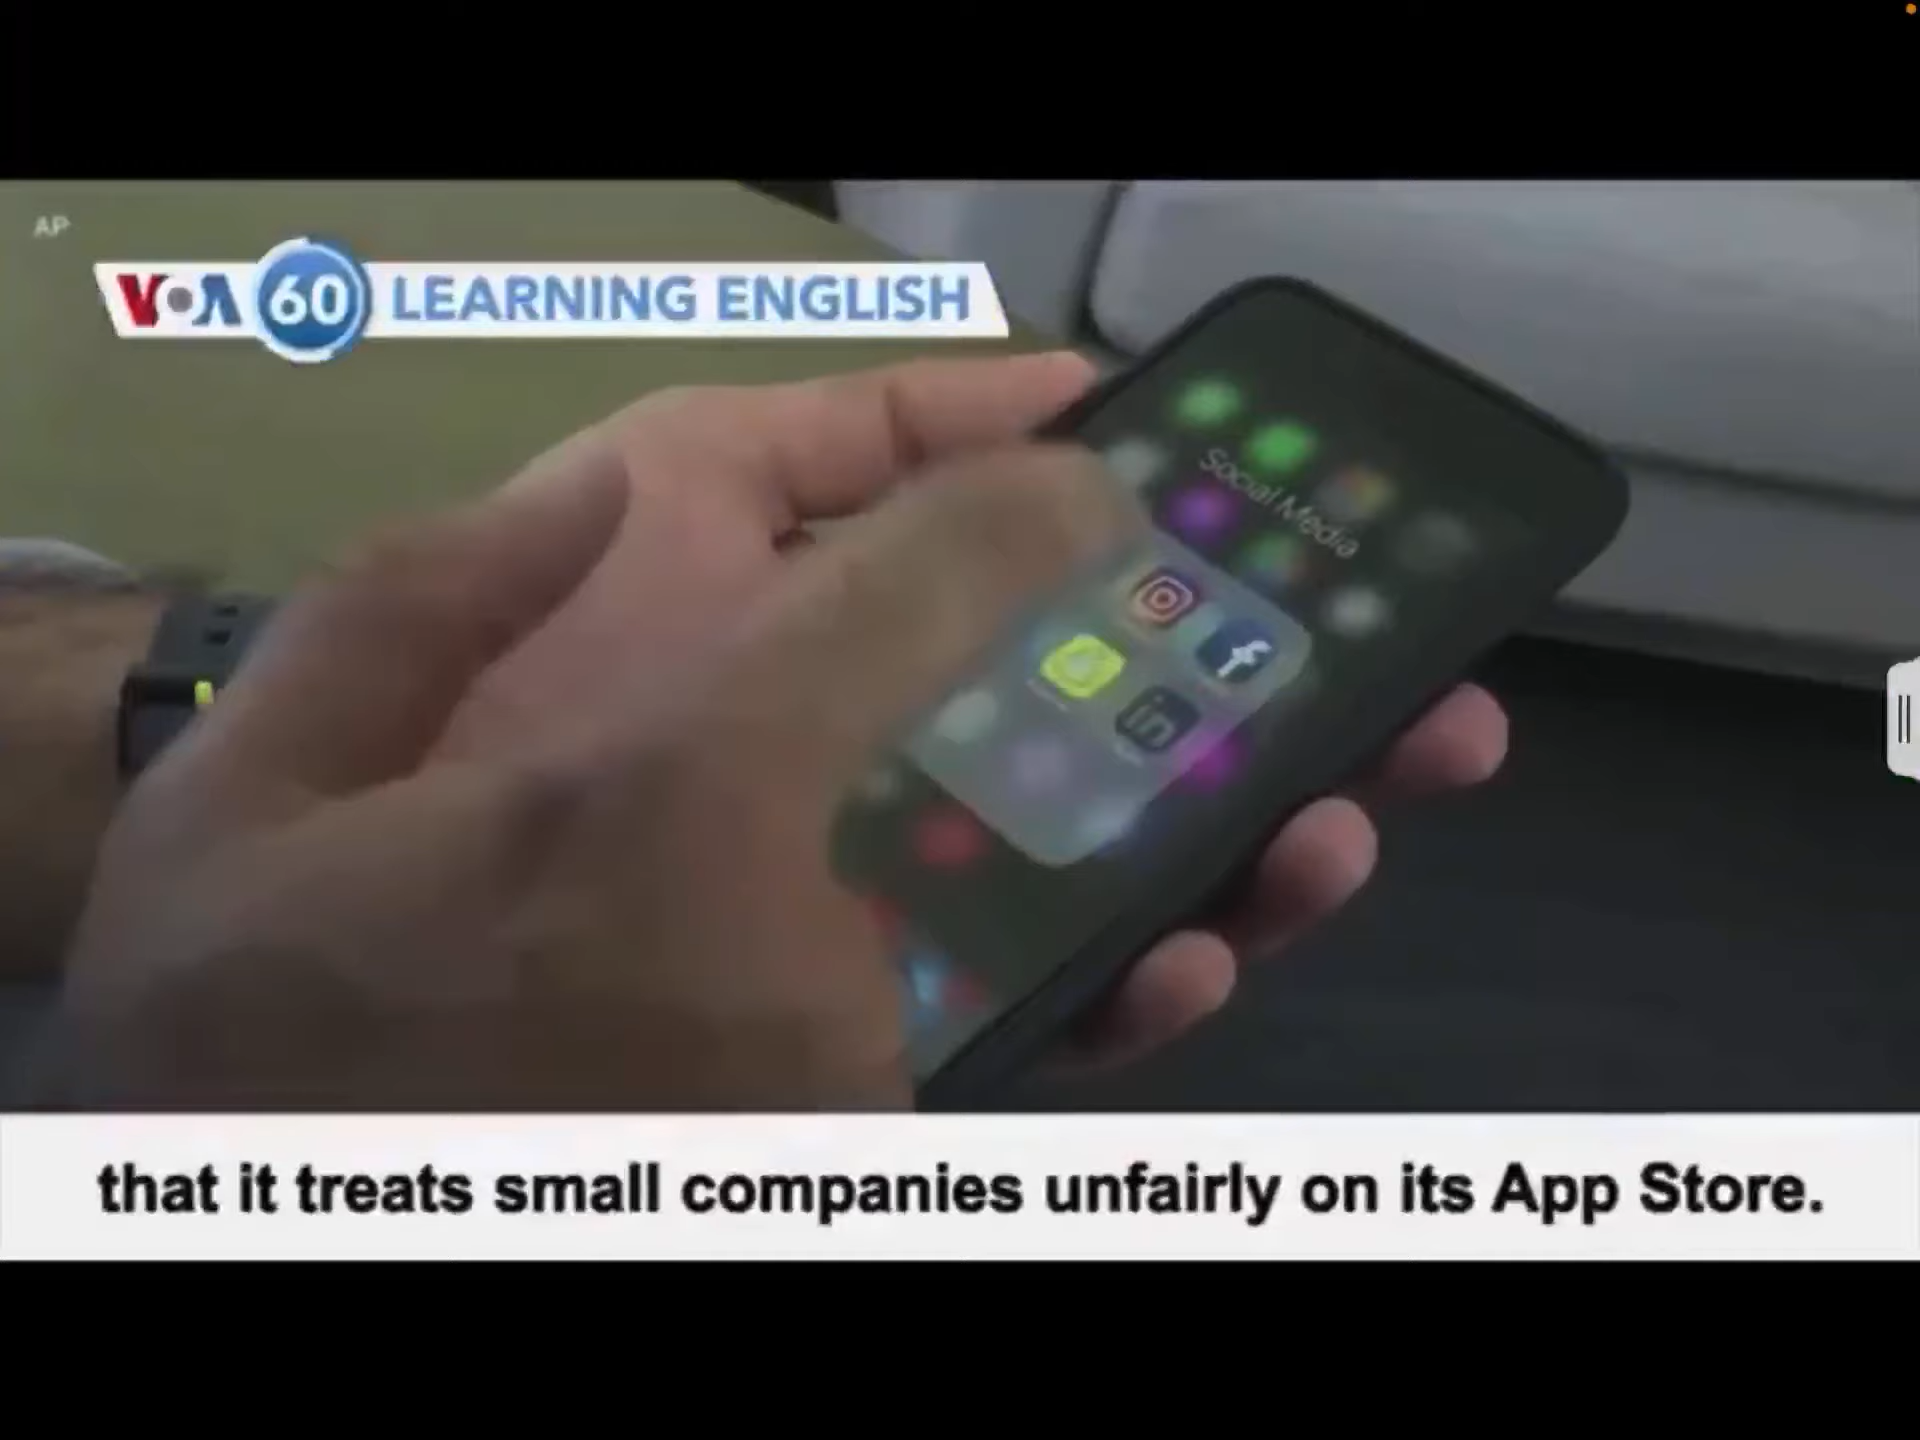 AP
VOA 60 LEARNING ENGLISH
Social Media
that it treats small companies unfairly on its App Store.